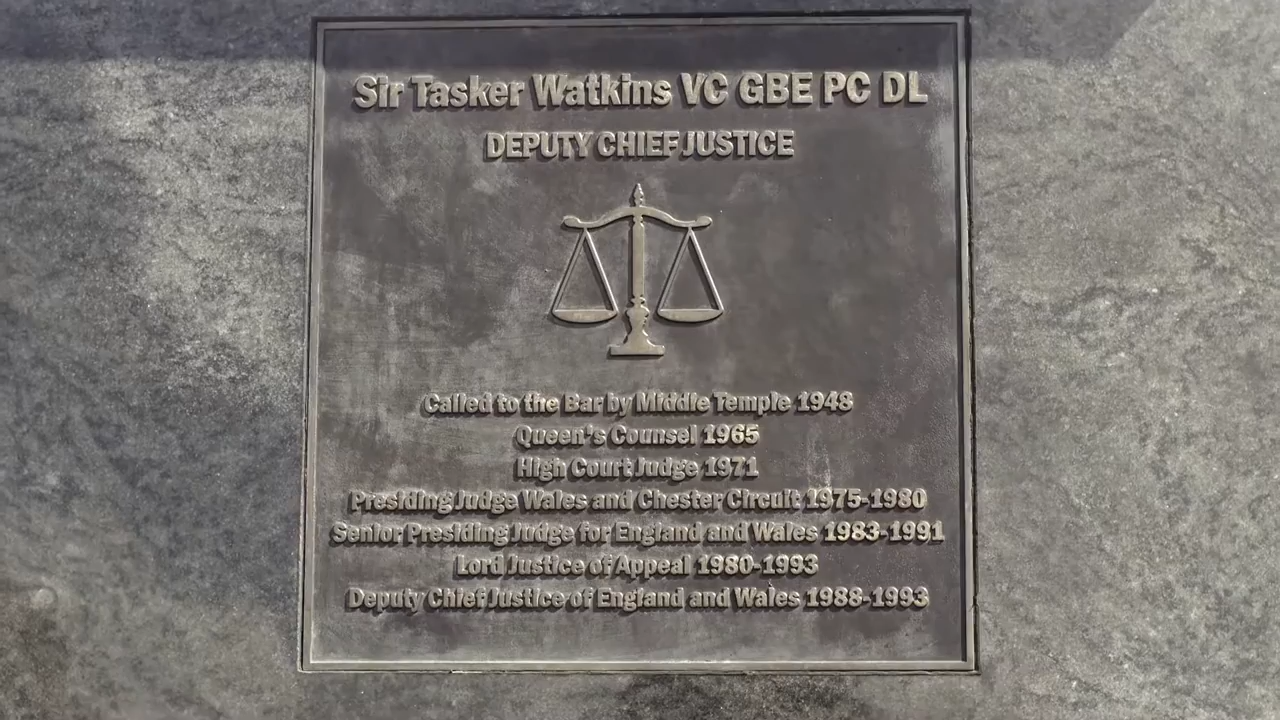 Sir Tasker Watkins VC GBE PC DL
DEPUTY CHIEF JUSTICE
Called to the Bar by Middle Temple 1948
Queen's Counsel 1965
High Court Judge 1971
Presiding Judge Wales and Chester Circuit 1975-1980
Senior Presiding Judge for England and Wales 1983-1991
Lord Justice of Appeal 1980-1993
Deputy Chief Justice of England and Wales 1988-1993